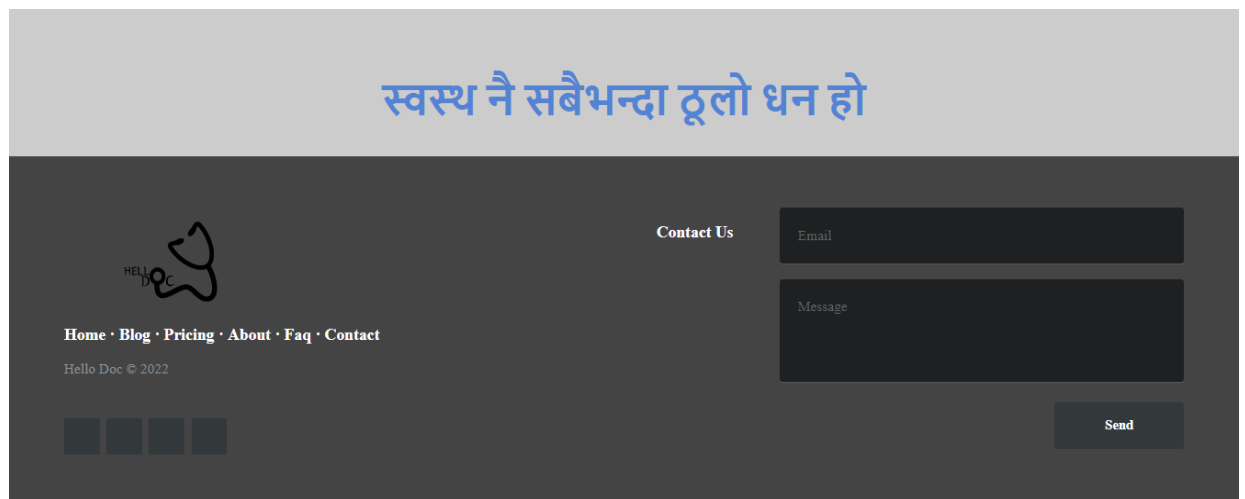 स्वस्थ नै सबैभन्दा ठूलो धन हो
HELLO
DOC
Home · Blog · Pricing · About · Faq · Contact
Hello Doc © 2022
Contact Us
Email
Message
Send